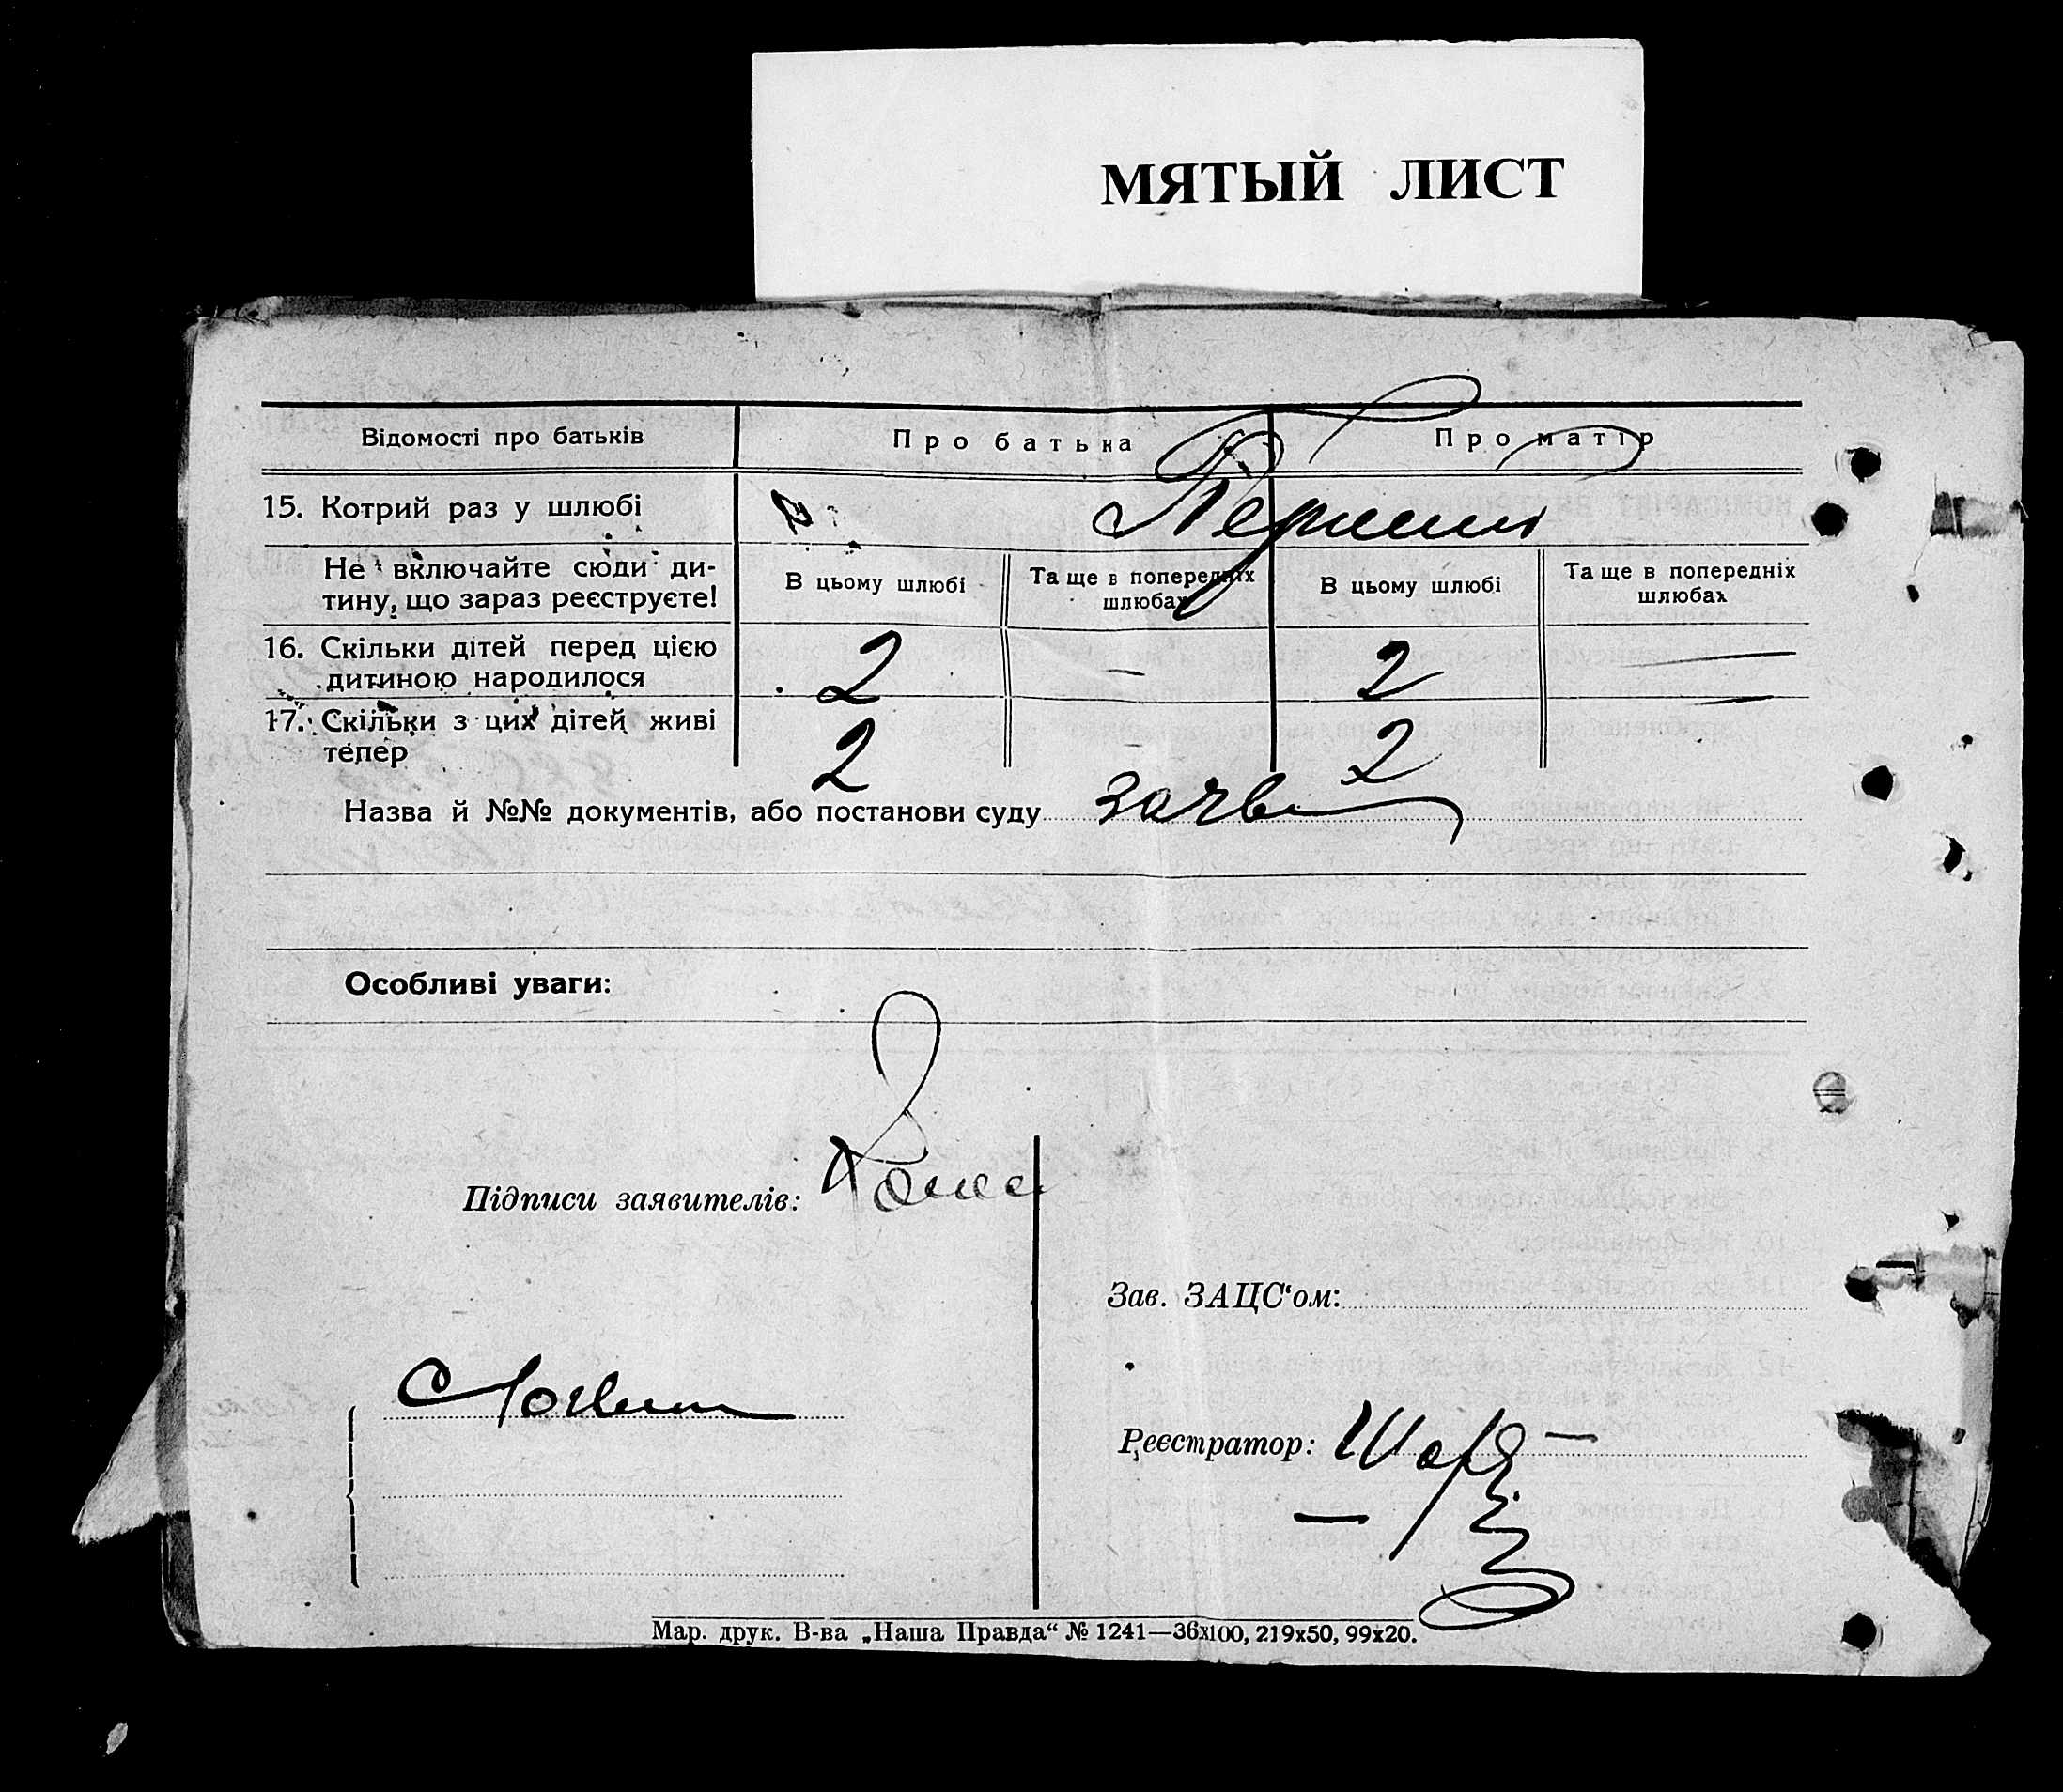 МЯТЫЙ ЛИСТ
Відомості про батьків
Про батька
Про матір
15. Котрий раз у шлюбі
Не включайте сюди ди-
тину, що зараз реєструєте!
В цьому шлюбі
Та ще в попередніх
шлюбах
В цьому шлюбі
Та ще в попередніх
шлюбах
16. Скільки дітей перед цією
дитиною народилося
2 — 2 —
17. Скільки з цих дітей живі
тепер
2 — 2 —
Назва й №№ документів, або постанови суду
Особливі уваги:
Підписи заявителів:
Зав. ЗАЦС‘ом:
Реєстратор:
Мар. друк. В-ва „Наша Правда“ № 1241—36х100, 219х50, 99х20.